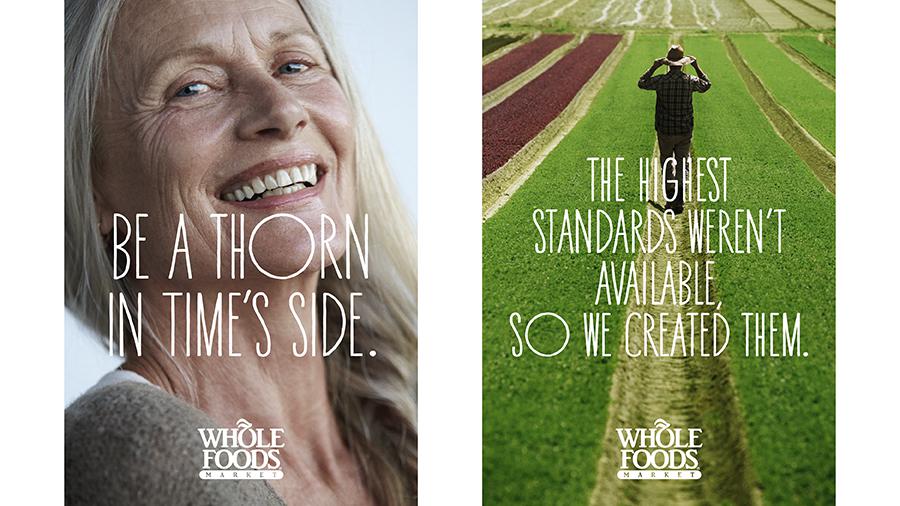 BE A THORN
IN TIME'S SIDE.
WHOLE
FOODS
MARKET
THE HIGHEST
STANDARDS WEREN'T
AVAILABLE,
SO WE CREATED THEM.
WHOLE
FOODS
MARKET